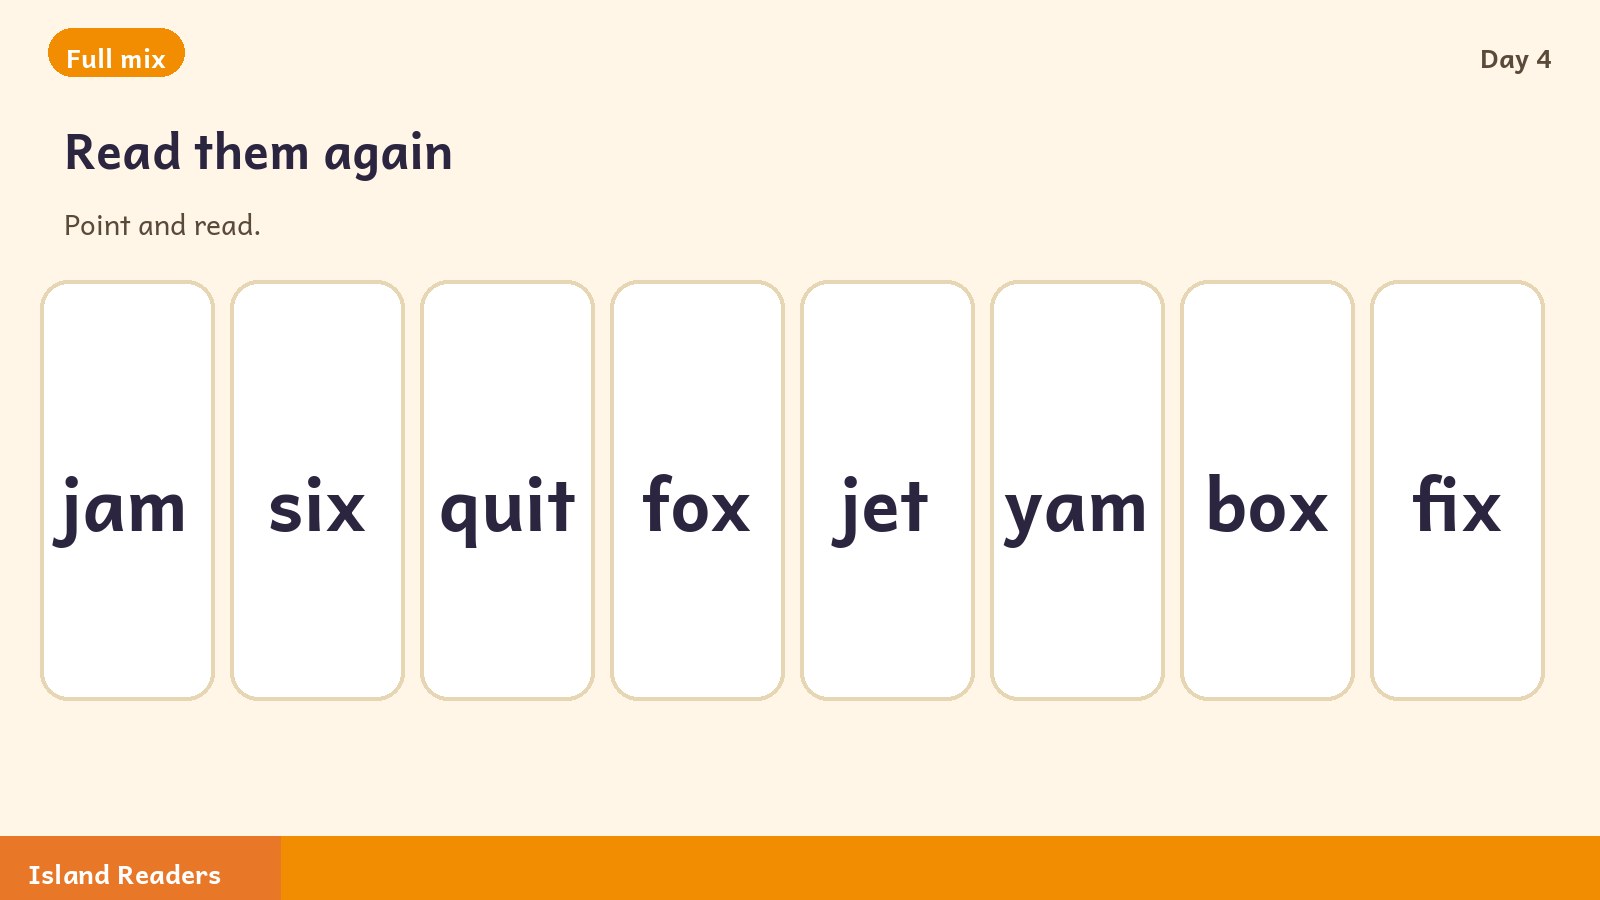 Full mix
Day 4
Read them again
Point and read.
jam six quit fox jet yam box fix
Island Readers